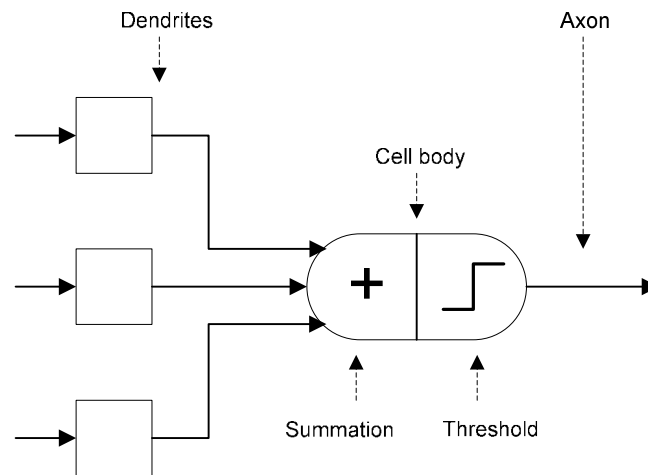 Dendrites
Axon
Cell body
+
Summation
Threshold